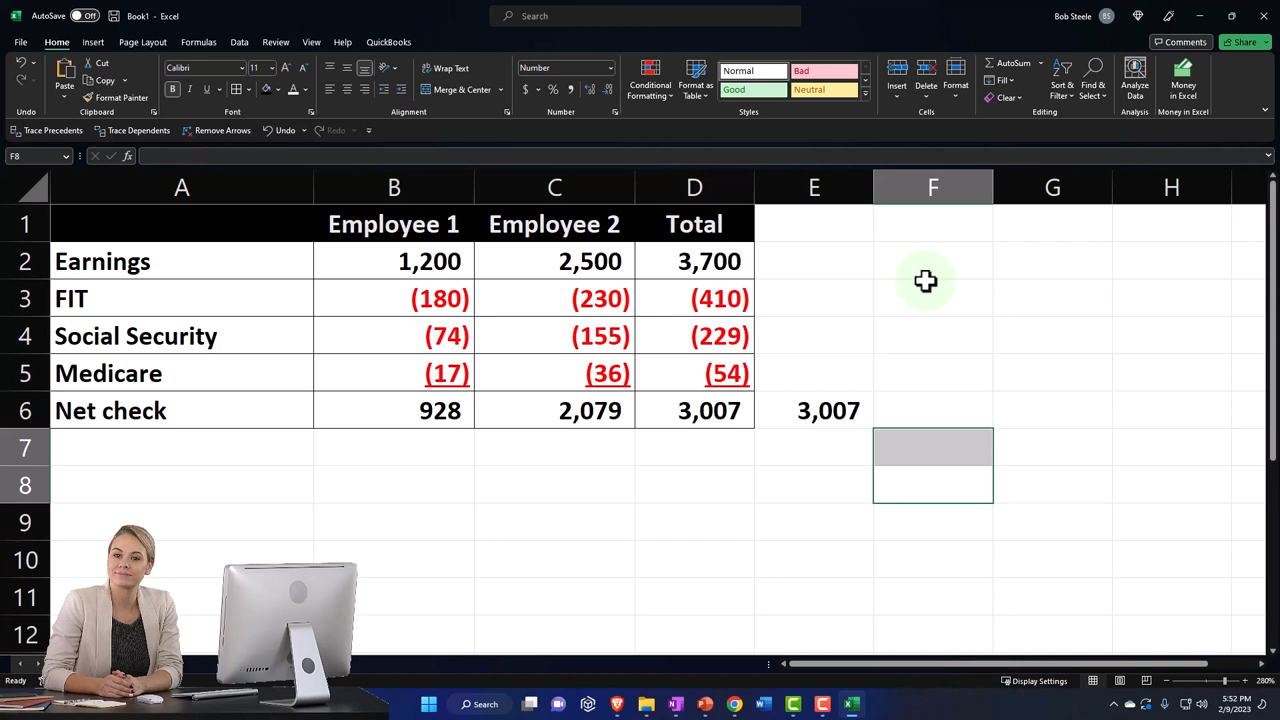 AutoSave Off Book1 - Excel Search Bob Steele BS
File Home Insert Page Layout Formulas Data Review View Help QuickBooks Comments Share
Paste Cut Copy Format Painter
Calibri 11
B I U
Wrap Text
Merge & Center
Number
$ % ,
Conditional Formatting Format as Table
Normal Bad
Good Neutral
Insert Delete Format
AutoSum
Fill
Clear
Sort & Filter Find & Select
Analyze Data
Money in Excel
Undo Clipboard Font Alignment Number Styles Cells Editing Analysis Money in Excel
Trace Precedents Trace Dependents Remove Arrows Undo Redo
F8 fx
A B C D E F G H
1 Employee 1 Employee 2 Total
2 Earnings 1,200 2,500 3,700
3 FIT (180) (230) (410)
4 Social Security (74) (155) (229)
5 Medicare (17) (36) (54)
6 Net check 928 2,079 3,007 3,007
7
8
9
10
11
12
Ready Display Settings 280%
Search
5:52 PM
2/9/2023